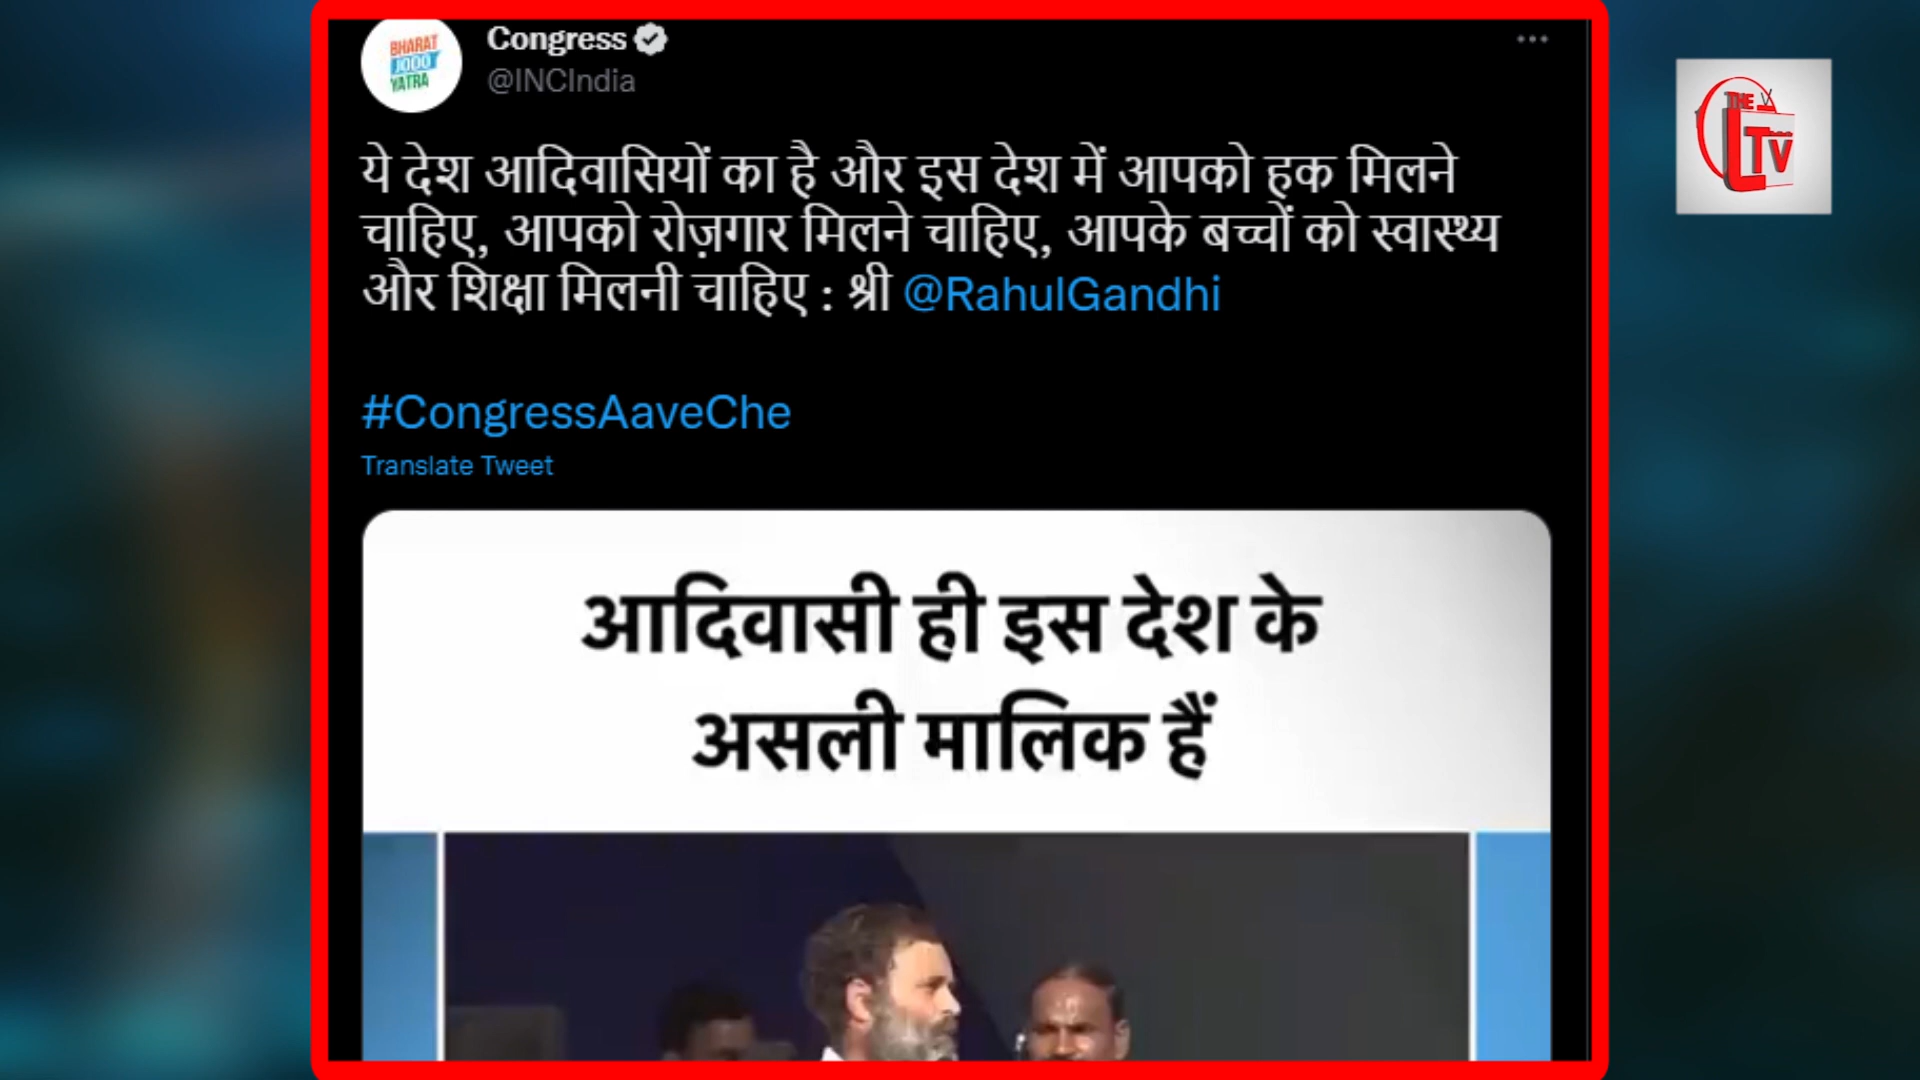 BHARAT
JODO
YATRA
Congress
@INCIndia
ये देश आदिवासियों का है और इस देश में आपको हक मिलने
चाहिए, आपको रोज़गार मिलने चाहिए, आपके बच्चों को स्वास्थ्य
और शिक्षा मिलनी चाहिए : श्री @RahulGandhi
#CongressAaveChe
Translate Tweet
आदिवासी ही इस देश के
असली मालिक हैं
THE
LTV